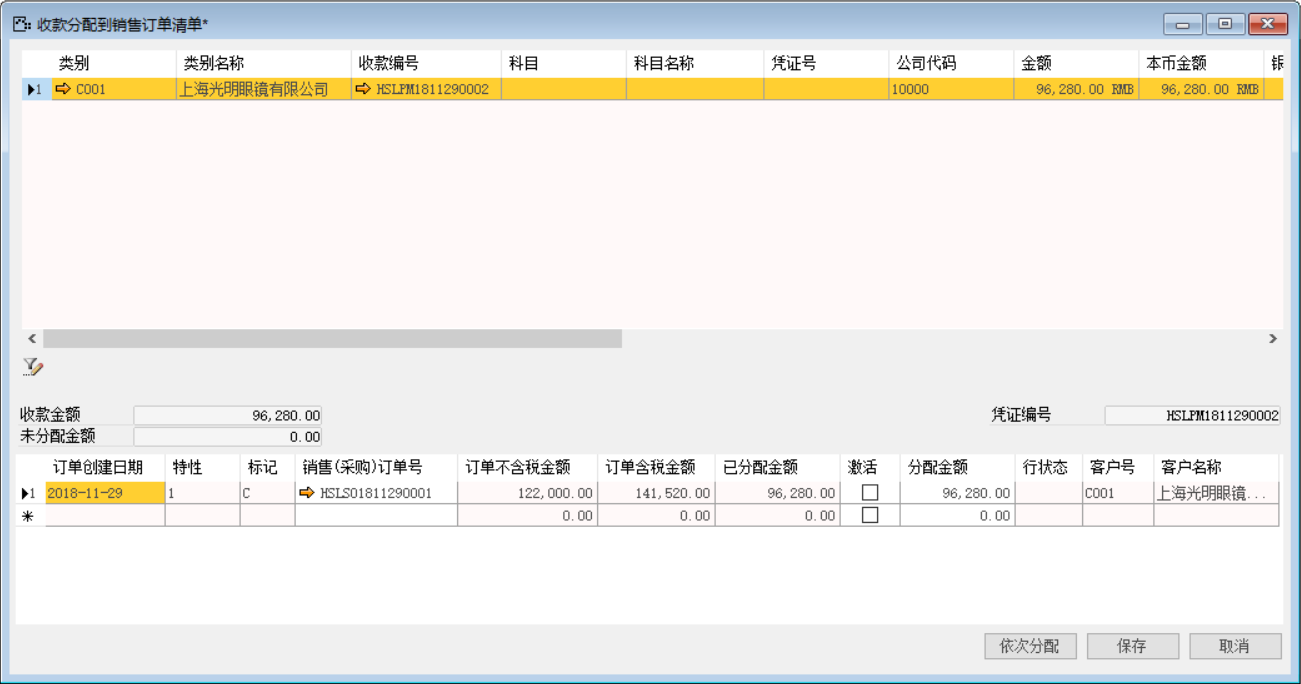 收款分配到销售订单清单*
类别 类别名称 收款编号 科目 科目名称 凭证号 公司代码 金额 本币金额
1 C001 上海光明眼镜有限公司 HSLPM1811290002 10000 96,280.00 RMB 96,280.00 RMB
收款金额 96,280.00 凭证编号 HSLPM1811290002
未分配金额 0.00
订单创建日期 特性 标记 销售(采购)订单号 订单不含税金额 订单含税金额 已分配金额 激活 分配金额 行状态 客户号 客户名称
1 2018-11-29 1 C HSLSO1811290001 122,000.00 141,520.00 96,280.00 96,280.00 C001 上海光明眼镜...
* 0.00 0.00 0.00 0.00
依次分配 保存 取消